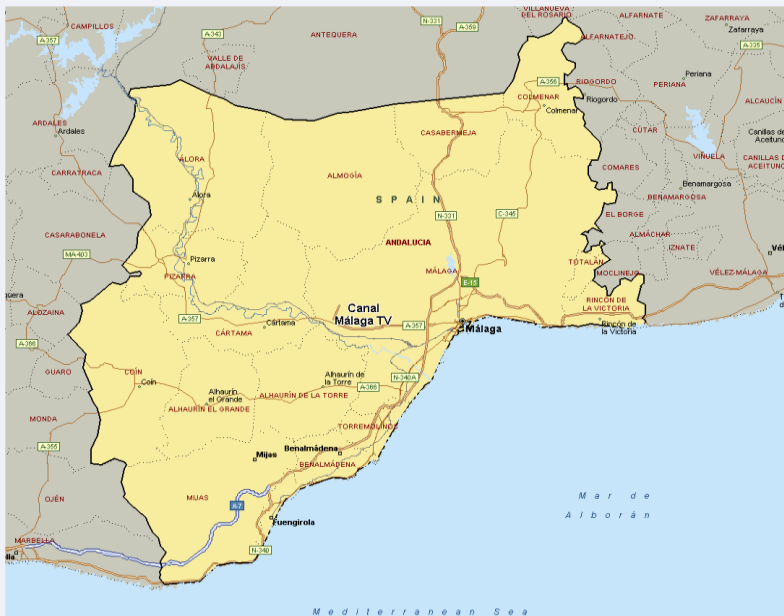 CAMPILLOS
A-357
A-343
ANTEQUERA
N-331
A-359
VILLANUEVA
DEL ROSARIO
ALFARNATE
ALFARNATEJO
ZAFARRAYA
Zafarraya
A-335
VALLE DE
ABDALAJÍS
A-356
COLMENAR
Colmenar
RIOGORDO
Riogordo
PERIANA
Periana
ALCAUCÍN
ARDALES
Ardales
CASABERMEJA
CÚTAR
VIÑUELA
Canillas de
Aceituno
CANILLAS DE
ACEITUNO
CARRATRACA
ÁLORA
Álora
ALMOGÍA
COMARES
BENAMARGOSA
Benamargosa
S P A I N
N-331
C-345
EL BORGE
ALMÁCHAR
IZNATE
CASARABONELA
MA-403
ANDALUCIA
PIZARRA
Pizarra
MÁLAGA
TOTALÁN
MOCLINEJO
VÉLEZ-MÁLAGA
E-15
RINCÓN DE
LA VICTORIA
Rincón de
la Victoria
ALOZAINA
A-366
A-357
CÁRTAMA
Cártama
Canal
Málaga TV
A-357
Málaga
GUARO
COÍN
Coín
Alhaurín
el Grande
ALHAURÍN EL GRANDE
Alhaurín de
la Torre
ALHAURÍN DE LA TORRE
A-366
N-340A
MONDA
A-355
TORREMOLINOS
Mijas
Benalmádena
BENALMÁDENA
OJÉN
MIJAS
A-7
Fuengirola
MARBELLA
N-340
Mar de
Alborán
Mediterranean Sea